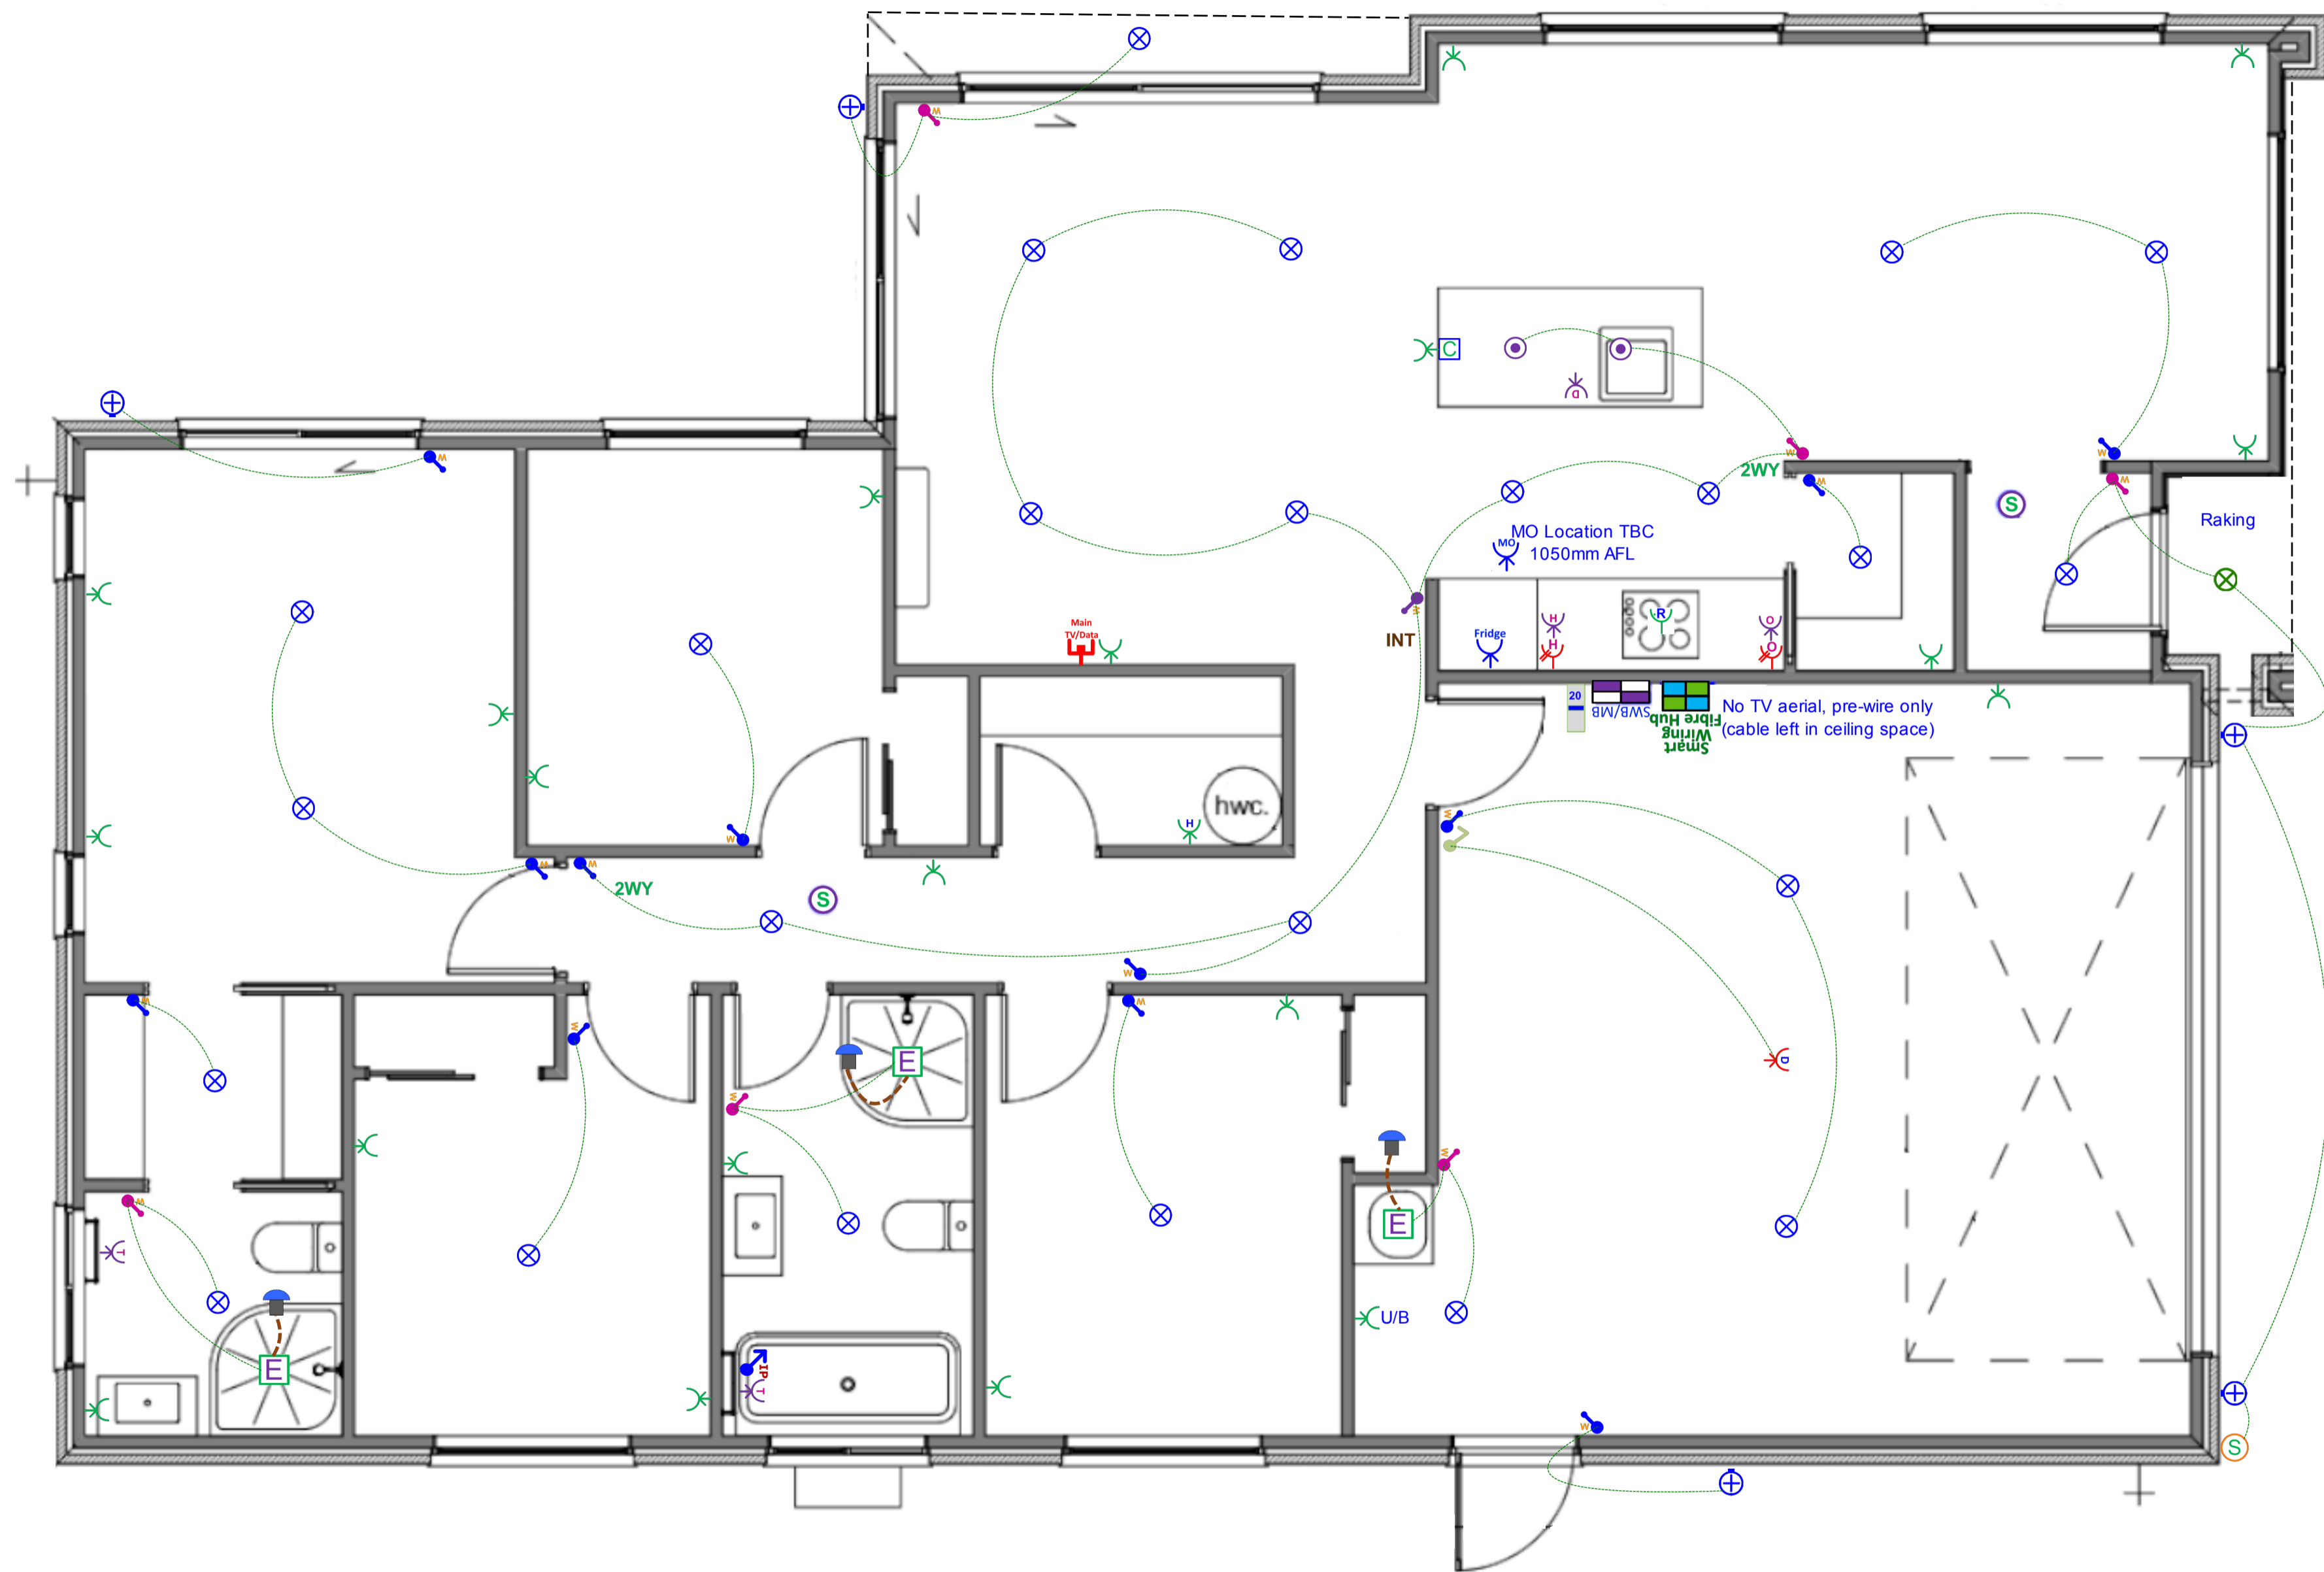 W
W
C
D
W
2WY
W
W
W
S
Raking
MO Location TBC
MO
1050mm AFL
W
INT
Main
TV/Data
Fridge
H
R
O
H
O
20
SWB/MB
Smart
Wiring
Fibre Hub
No TV aerial, pre-wire only
(cable left in ceiling space)
hwc.
H
W
W
W
W
2WY
S
W
W
W
W
E
D
W
W
W
E
T
U/B
E
IP
T
W
S